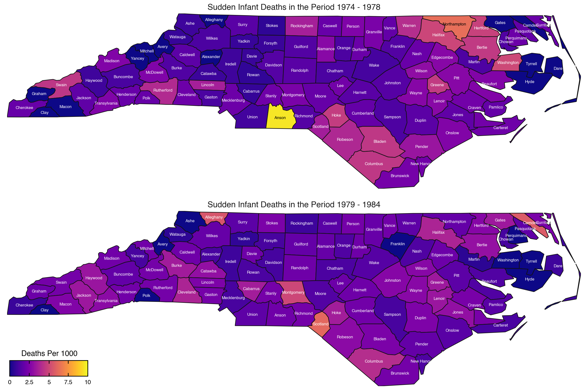 Sudden Infant Deaths in the Period 1974 - 1978
Ashe Alleghany Surry Stokes Rockingham Caswell Person Granville Vance Warren Northampton Gates Camden
Watauga Wilkes Yadkin Forsyth Guilford Alamance Orange Durham Franklin Halifax Hertford Pasquotank
Avery Mitchell Yancey Madison Caldwell Alexander Iredell Davie Davidson Randolph Chatham Wake Nash Edgecombe Bertie Perquimans
Swain Haywood Buncombe McDowell Burke Catawba Rowan Johnston Wilson Pitt Martin Washington Tyrrell Dare
Graham Jackson Henderson Rutherford Lincoln Cabarrus Stanly Montgomery Moore Lee Harnett Wayne Greene Hyde
Cherokee Clay Macon Transylvania Polk Cleveland Gaston Mecklenburg Union Anson Richmond Hoke Cumberland Sampson Duplin Lenoir Craven Pamlico
Scotland Robeson Bladen Pender Onslow Jones Carteret
Columbus New Hanover
Brunswick
Sudden Infant Deaths in the Period 1979 - 1984
Ashe Alleghany Surry Stokes Rockingham Caswell Person Granville Vance Warren Northampton Gates Camden
Watauga Wilkes Yadkin Forsyth Guilford Alamance Orange Durham Franklin Halifax Hertford Pasquotank
Avery Mitchell Yancey Madison Caldwell Alexander Iredell Davie Davidson Randolph Chatham Wake Nash Edgecombe Bertie Perquimans Chowan
Swain Haywood Buncombe McDowell Burke Catawba Rowan Johnston Wilson Pitt Martin Washington Tyrrell Dare
Graham Jackson Henderson Rutherford Lincoln Cabarrus Stanly Montgomery Moore Lee Harnett Wayne Greene Hyde
Cherokee Clay Macon Transylvania Polk Cleveland Gaston Mecklenburg Union Anson Richmond Hoke Cumberland Sampson Duplin Lenoir Craven Pamlico
Scotland Robeson Bladen Pender Onslow Jones Carteret
Columbus New Hanover
Brunswick
Deaths Per 1000
0 2.5 5 7.5 10